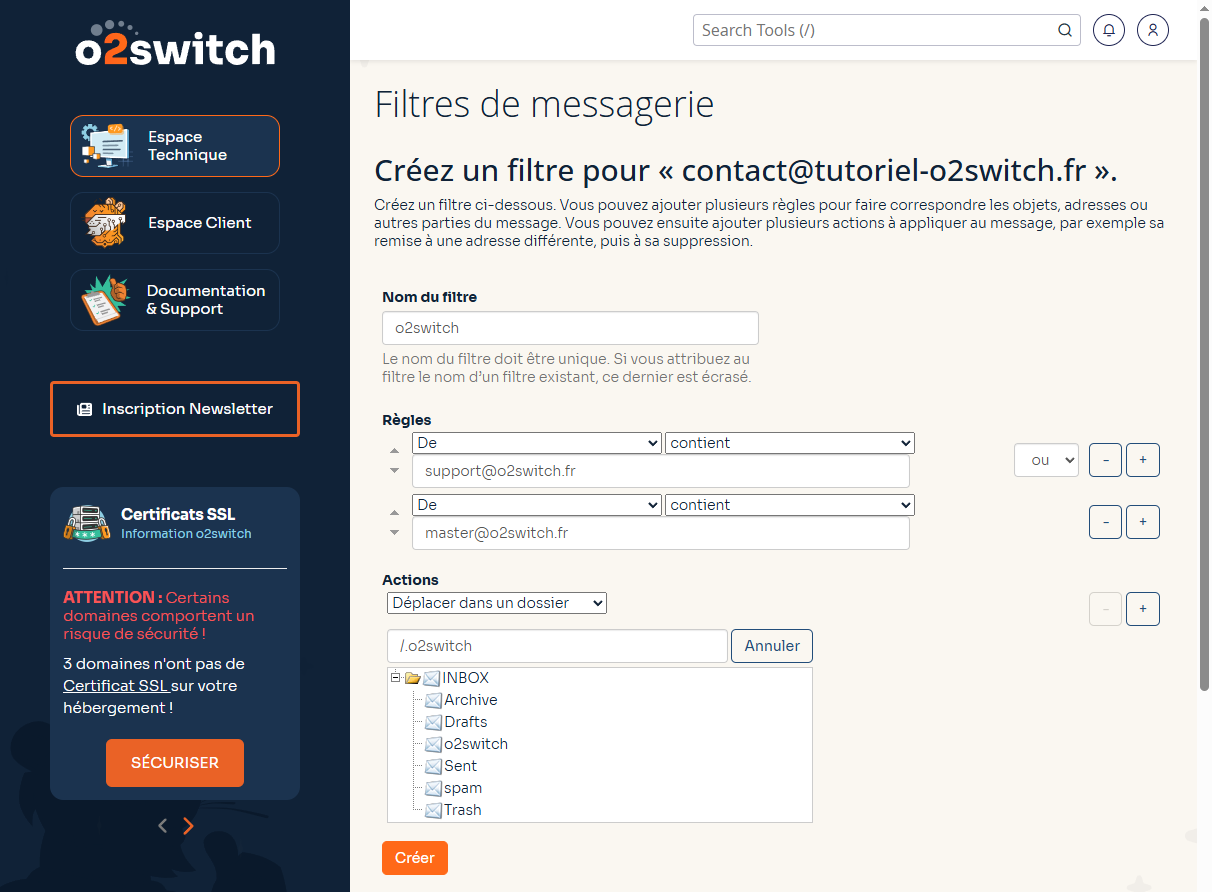 o2switch
Search Tools (/)
Espace
Technique
Espace Client
Documentation
& Support
Inscription Newsletter
Certificats SSL
Information o2switch
ATTENTION : Certains
domaines comportent un
risque de sécurité !
3 domaines n'ont pas de
Certificat SSL sur votre
hébergement !
SÉCURISER
Filtres de messagerie
Créez un filtre pour « contact@tutoriel-o2switch.fr ».
Créez un filtre ci-dessous. Vous pouvez ajouter plusieurs règles pour faire correspondre les objets, adresses ou
autres parties du message. Vous pouvez ensuite ajouter plusieurs actions à appliquer au message, par exemple sa
remise à une adresse différente, puis à sa suppression.
Nom du filtre
o2switch
Le nom du filtre doit être unique. Si vous attribuez au
filtre le nom d’un filtre existant, ce dernier est écrasé.
Règles
De contient
support@o2switch.fr
ou - +
De contient
master@o2switch.fr
- +
Actions
Déplacer dans un dossier
- +
/.o2switch Annuler
INBOX
Archive
Drafts
o2switch
Sent
spam
Trash
Créer